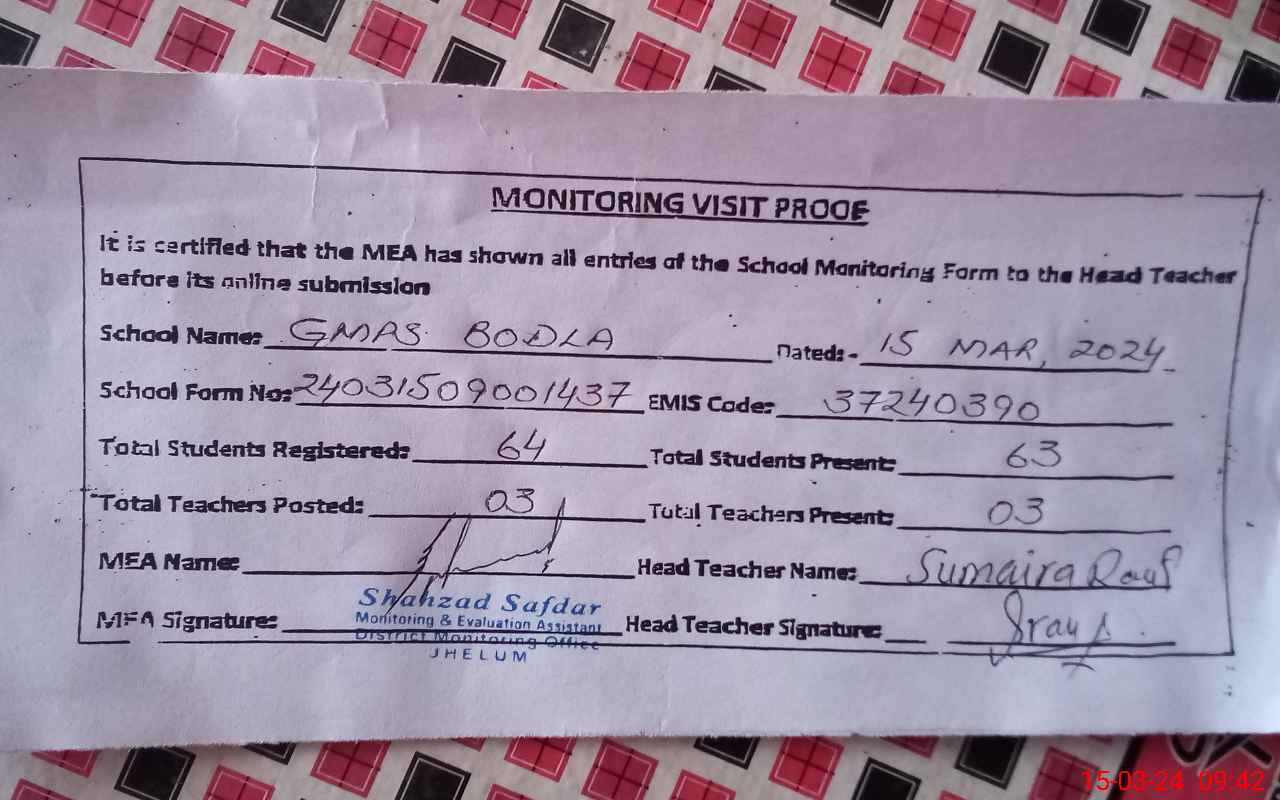 MONITORING VISIT PROOF
It is certified that the MEA has shown all entries of the School Monitoring Form to the Head Teacher
before its online submission
School Name: GMPS BODLA Dated:- 15 MAR, 2024
School Form No: 24031509001437 EMIS Code: 37240390
Total Students Registered: 64 Total Students Present: 63
Total Teachers Posted: 03 Total Teachers Present: 03
MEA Name: Head Teacher Name: Sumaira Rauf
MEA Signature: Head Teacher Signature:
Shahzad Safdar
Monitoring & Evaluation Assistant
District Monitoring Office
JHELUM
15-03-24 09:42